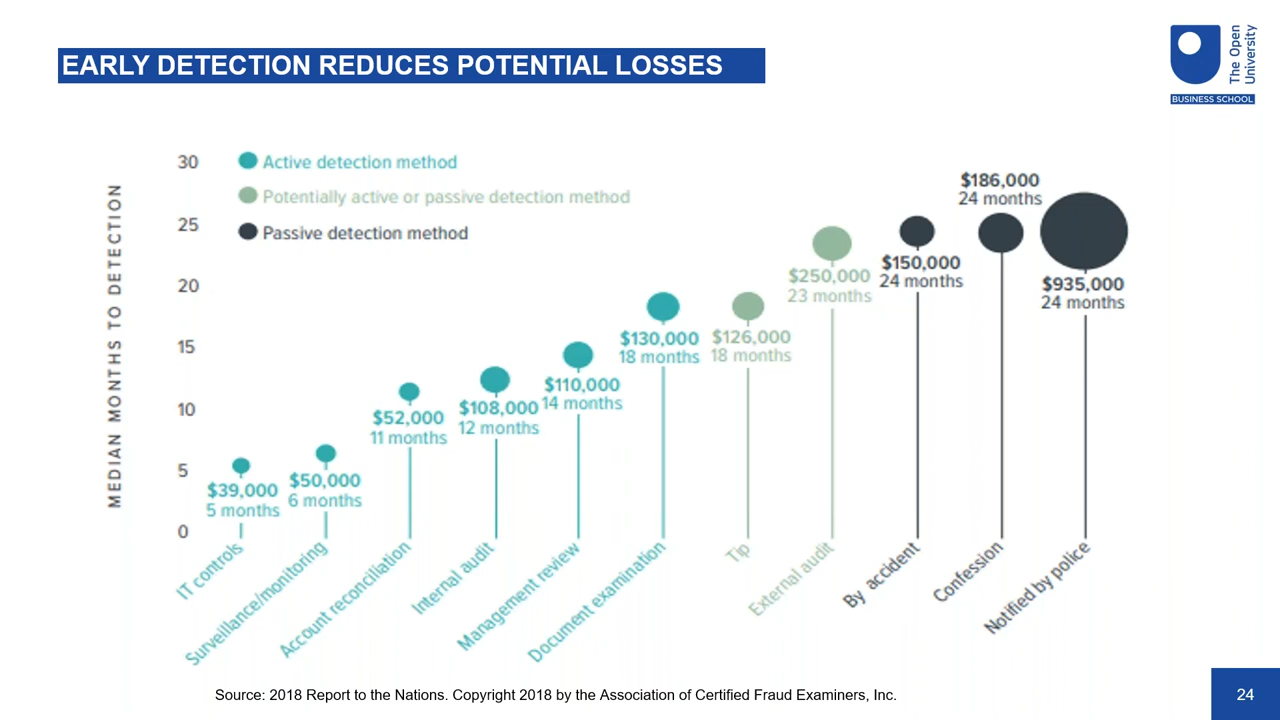 EARLY DETECTION REDUCES POTENTIAL LOSSES
The Open
University
BUSINESS SCHOOL
MEDIAN MONTHS TO DETECTION
30
25
20
15
10
5
0
Active detection method
Potentially active or passive detection method
Passive detection method
$39,000
5 months
$50,000
6 months
$52,000
11 months
$108,000
12 months
$110,000
14 months
$130,000
18 months
$126,000
18 months
$250,000
23 months
$150,000
24 months
$186,000
24 months
$935,000
24 months
IT controls
Surveillance/monitoring
Account reconciliation
Internal audit
Management review
Document examination
Tip
External audit
By accident
Confession
Notified by police
Source: 2018 Report to the Nations. Copyright 2018 by the Association of Certified Fraud Examiners, Inc.
24